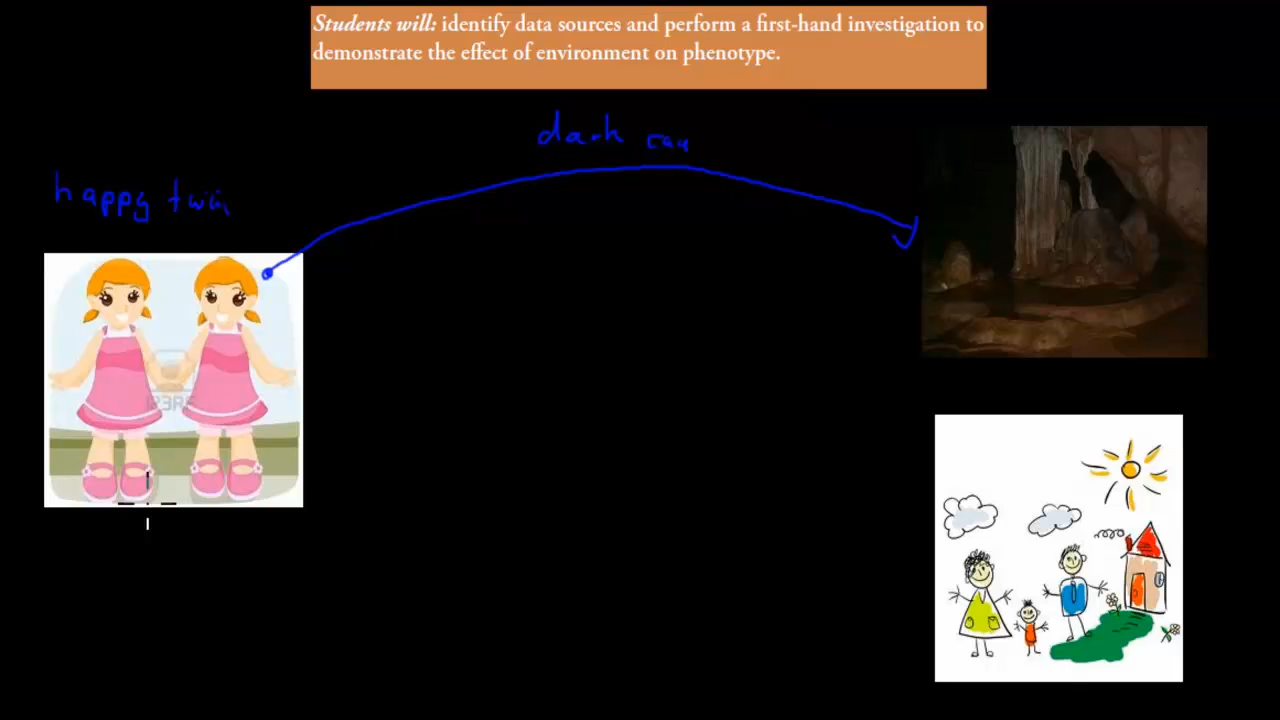 Students will: identify data sources and perform a first-hand investigation to
demonstrate the effect of environment on phenotype.
dark
happy twin